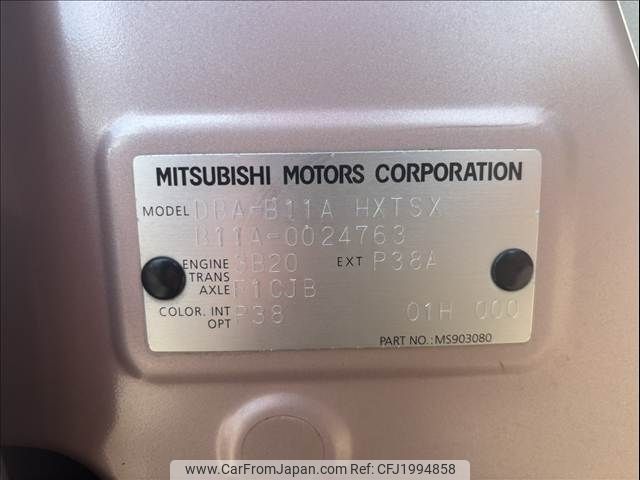 MITSUBISHI MOTORS CORPORATION
MODEL DBA-B11A HXTSX
B11A-0024763
ENGINE 3B20 EXT P38A
TRANS
AXLE F1CJB
COLOR. INT P38 01H 000
OPT
PART NO.: MS903080
www.carFromJapan.com Ref No: CFJ1994858